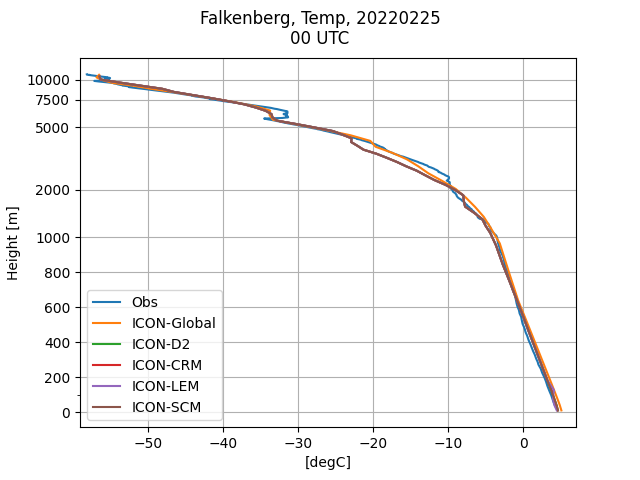 Falkenberg, Temp, 20220225
00 UTC
Height [m]
10000
7500
5000
2000
1000
800
600
400
200
0
Obs
ICON-Global
ICON-D2
ICON-CRM
ICON-LEM
ICON-SCM
−50
−40
−30
−20
−10
0
[degC]